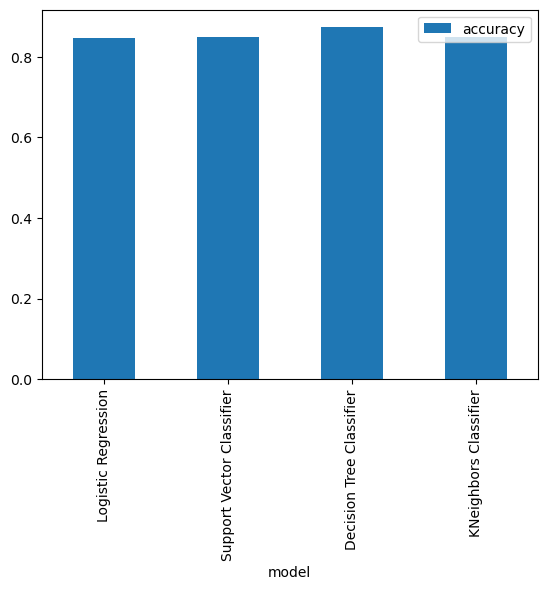 accuracy
0.8
0.6
0.4
0.2
0.0
Logistic Regression
Support Vector Classifier
Decision Tree Classifier
KNeighbors Classifier
model